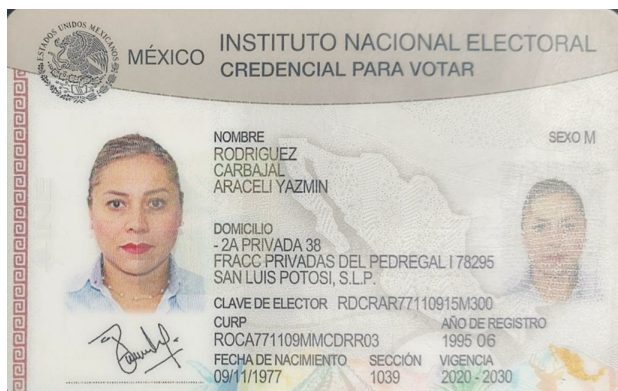 ESTADOS UNIDOS MEXICANOS
MÉXICO
INSTITUTO NACIONAL ELECTORAL
CREDENCIAL PARA VOTAR
NOMBRE
SEXO M
RODRIGUEZ
CARBAJAL
ARACELI YAZMIN
DOMICILIO
- 2A PRIVADA 38
FRACC PRIVADAS DEL PEDREGAL I 78295
SAN LUIS POTOSI, S.L.P.
CLAVE DE ELECTOR RDCRAR77110915M300
CURP AÑO DE REGISTRO
ROCA771109MMCDRR03 1995 06
FECHA DE NACIMIENTO SECCIÓN VIGENCIA
09/11/1977 1039 2020 - 2030